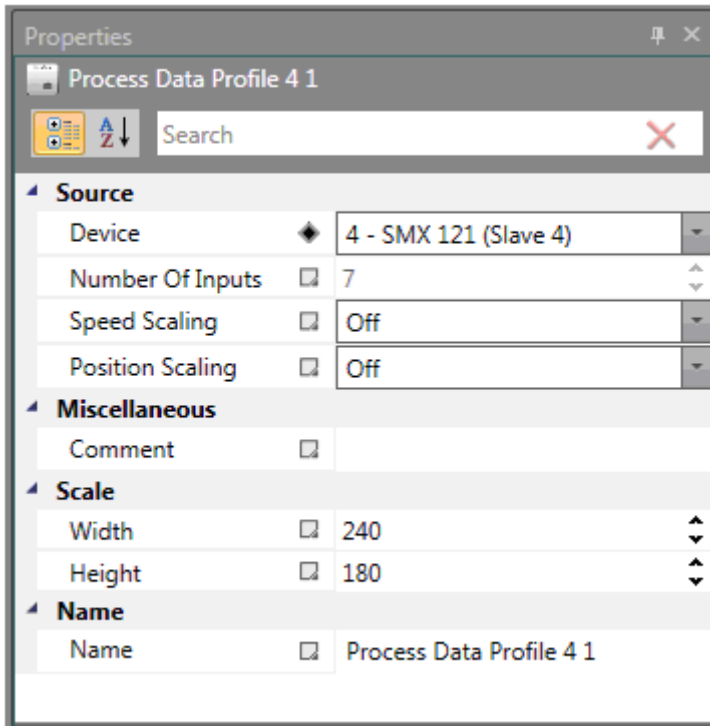 Properties
Process Data Profile 4 1
A Z Search
Source
Device 4 - SMX 121 (Slave 4)
Number Of Inputs 7
Speed Scaling Off
Position Scaling Off
Miscellaneous
Comment
Scale
Width 240
Height 180
Name
Name Process Data Profile 4 1